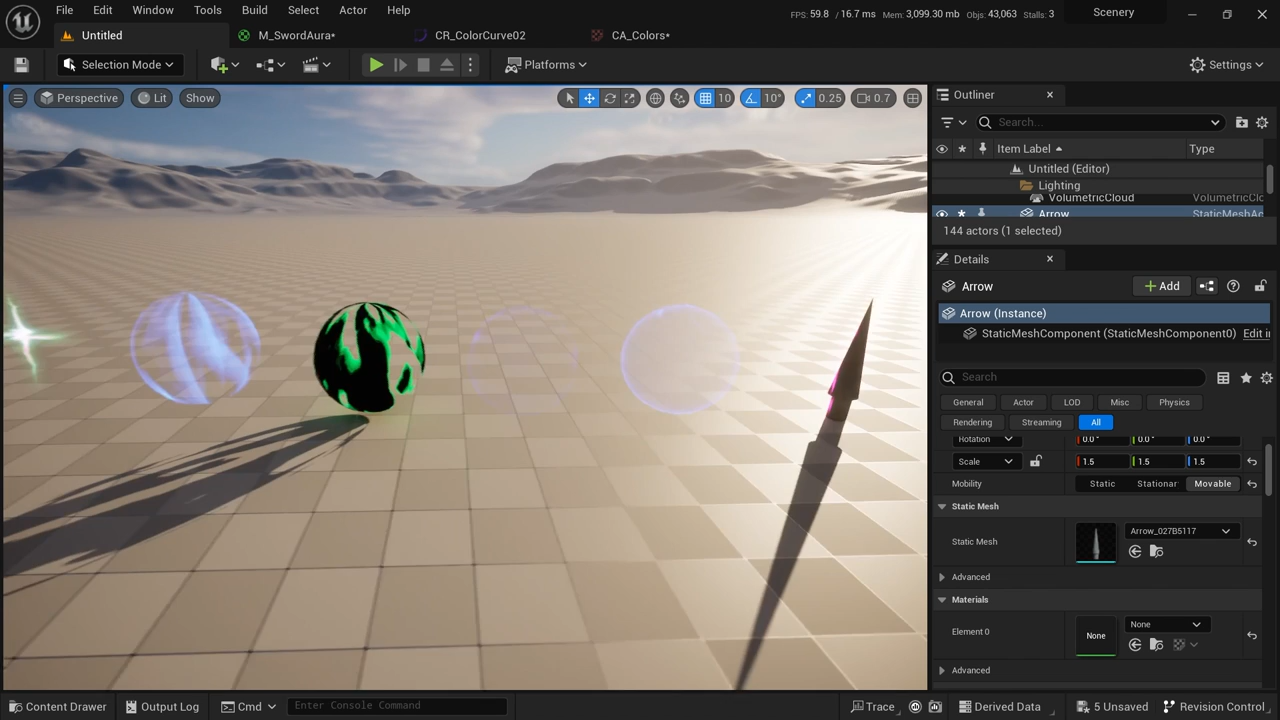 File Edit Window Tools Build Select Actor Help
FPS: 59.8 / 16.7 ms Mem: 3,099.30 mb Objs: 43,063 Stalls: 3
Scenery
Untitled M_SwordAura* CR_ColorCurve02 CA_Colors*
Selection Mode Platforms Settings
Perspective Lit Show 10 10° 0.25 0.7
Outliner
Search...
Item Label Type
Untitled (Editor)
Lighting
VolumetricCloud VolumetricClo
Arrow StaticMeshAc
144 actors (1 selected)
Details
Arrow Add
Arrow (Instance)
StaticMeshComponent (StaticMeshComponent0) Edit i
Search
General Actor LOD Misc Physics
Rendering Streaming All
Rotation 0.0° 0.0° 0.0°
Scale 1.5 1.5 1.5
Mobility Static Stationar Movable
Static Mesh
Static Mesh Arrow_027B5117
Advanced
Materials
Element 0 None None
Advanced
Content Drawer Output Log Cmd Enter Console Command Trace Derived Data 5 Unsaved Revision Control